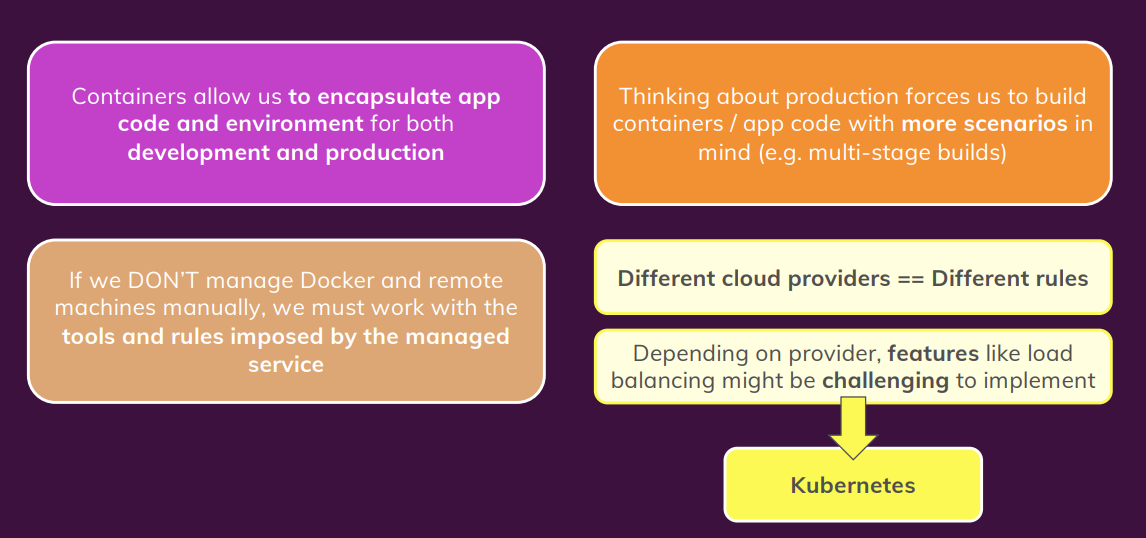 Containers allow us to encapsulate app
code and environment for both
development and production
Thinking about production forces us to build
containers / app code with more scenarios in
mind (e.g. multi-stage builds)
If we DON’T manage Docker and remote
machines manually, we must work with the
tools and rules imposed by the managed
service
Different cloud providers == Different rules
Depending on provider, features like load
balancing might be challenging to implement
Kubernetes